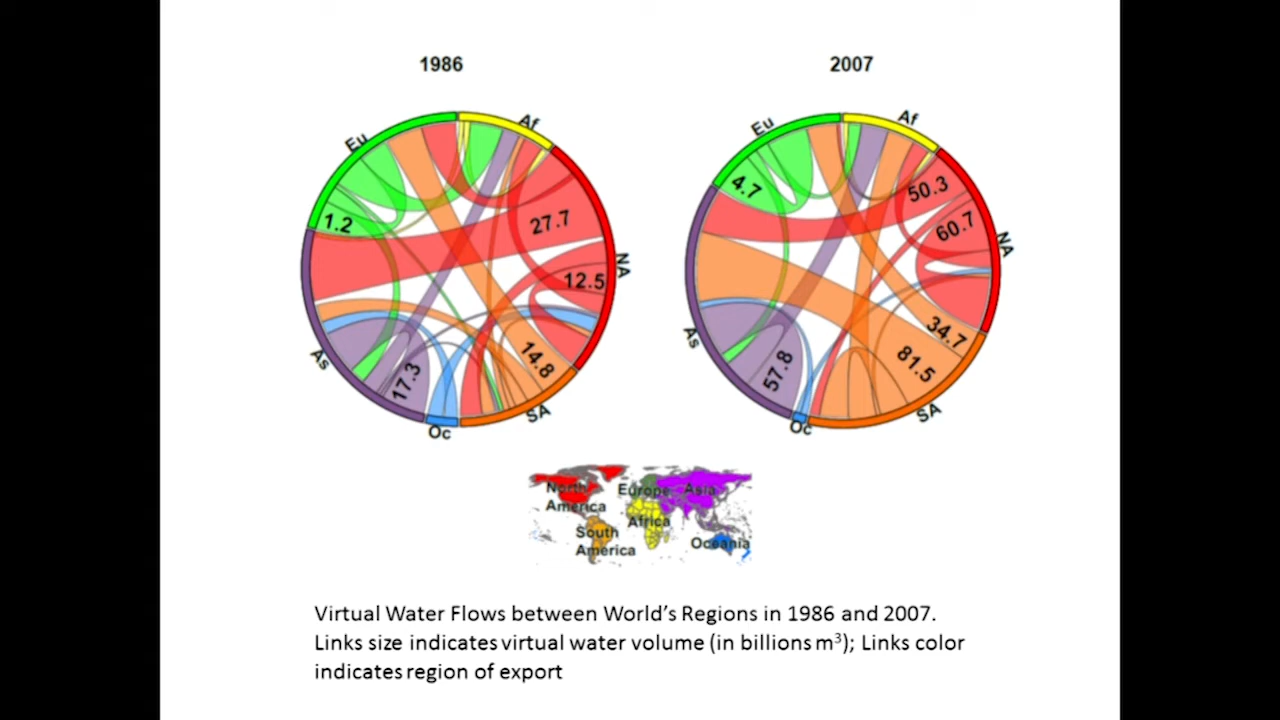 1986
2007
Eu
Af
1.2
27.7
NA
12.5
14.8
17.3
As
Oc
SA
Eu
Af
4.7
50.3
60.7
NA
34.7
81.5
57.8
As
Oc
SA
North
America
Europe
Asia
Africa
South
America
Oceania
Virtual Water Flows between World’s Regions in 1986 and 2007.
Links size indicates virtual water volume (in billions m³); Links color
indicates region of export